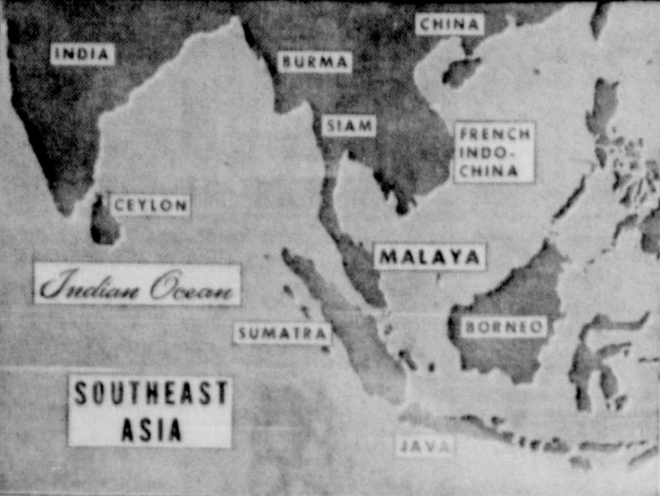 CHINA
INDIA
BURMA
SIAM
FRENCH
INDO-
CHINA
CEYLON
MALAYA
Indian Ocean
SUMATRA
BORNEO
SOUTHEAST
ASIA
JAVA